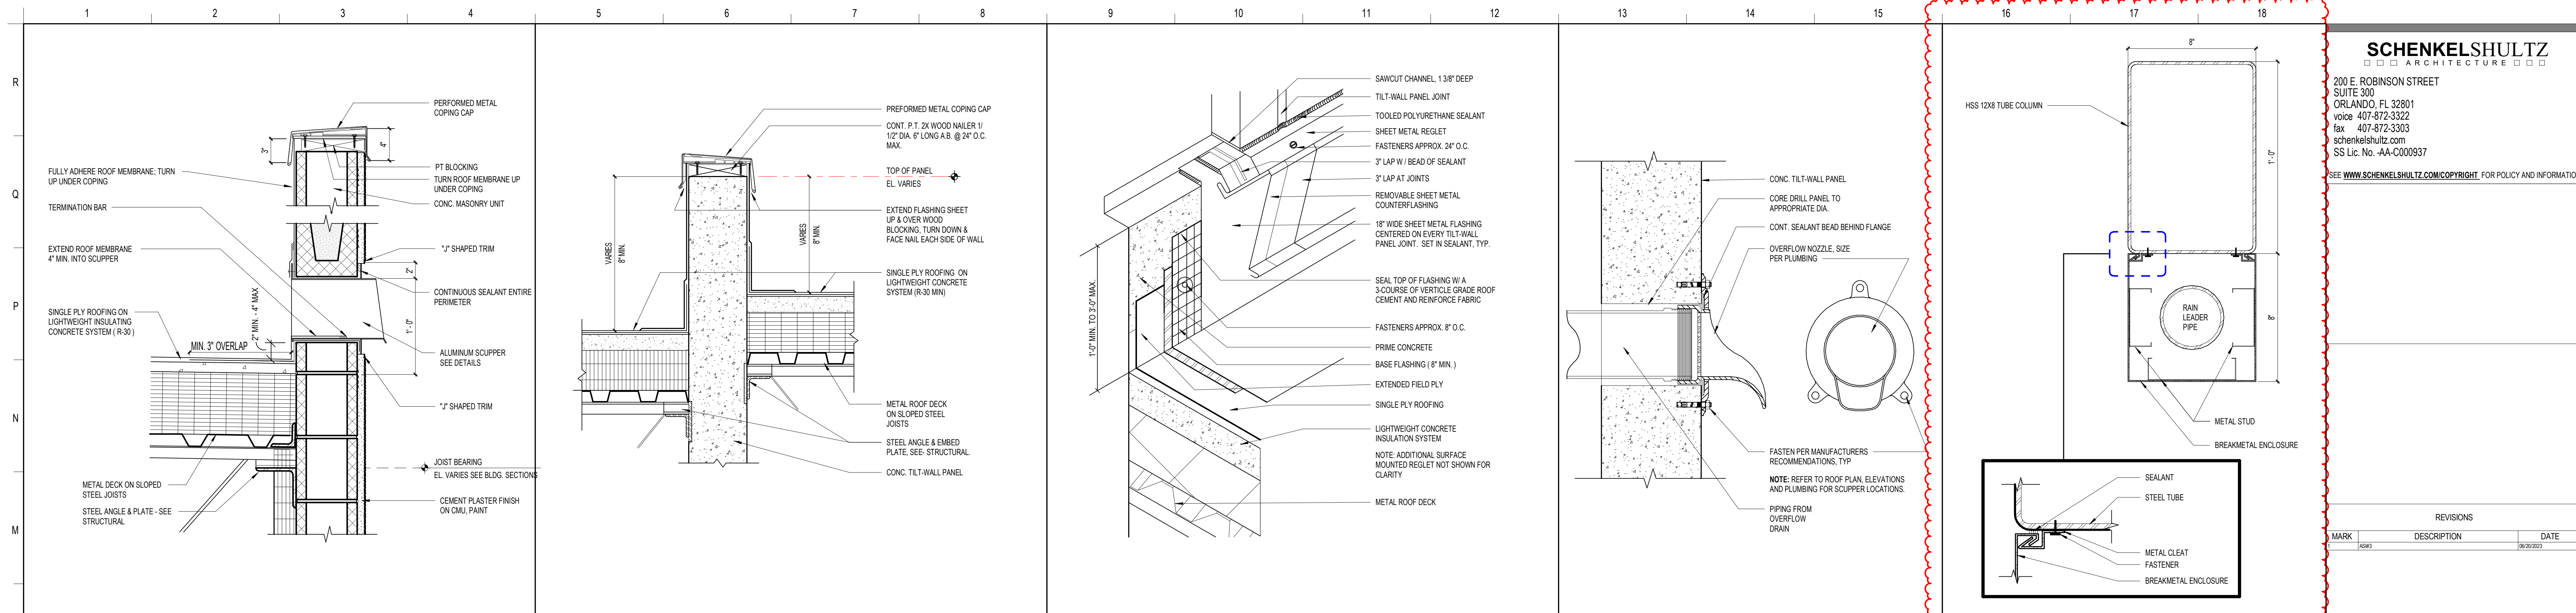 1 2 3 4 5 6 7 8 9 10 11 12 13 14 15 16 17 18
R
Q
P
N
M
PERFORMED METAL
COPING CAP
3"
4"
PT BLOCKING
TURN ROOF MEMBRANE UP
UNDER COPING
CONC. MASONRY UNIT
FULLY ADHERE ROOF MEMBRANE; TURN
UP UNDER COPING
TERMINATION BAR
EXTEND ROOF MEMBRANE
4" MIN. INTO SCUPPER
"J" SHAPED TRIM
2"
CONTINUOUS SEALANT ENTIRE
PERIMETER
SINGLE PLY ROOFING ON
LIGHTWEIGHT INSULATING
CONCRETE SYSTEM ( R-30 )
2" MIN. - 4" MAX
MIN. 3" OVERLAP
1' - 0"
ALUMINUM SCUPPER
SEE DETAILS
"J" SHAPED TRIM
JOIST BEARING
EL. VARIES SEE BLDG. SECTIONS
METAL DECK ON SLOPED
STEEL JOISTS
STEEL ANGLE & PLATE - SEE
STRUCTURAL
CEMENT PLASTER FINISH
ON CMU, PAINT
PREFORMED METAL COPING CAP
CONT. P.T. 2X WOOD NAILER 1/
1/2" DIA. 6" LONG A.B. @ 24" O.C.
MAX.
TOP OF PANEL
EL. VARIES
EXTEND FLASHING SHEET
UP & OVER WOOD
BLOCKING, TURN DOWN &
FACE NAIL EACH SIDE OF WALL
VARIES
8" MIN.
VARIES
8" MIN.
SINGLE PLY ROOFING ON
LIGHTWEIGHT CONCRETE
SYSTEM (R-30 MIN)
METAL ROOF DECK
ON SLOPED STEEL
JOISTS
STEEL ANGLE & EMBED
PLATE, SEE- STRUCTURAL.
CONC. TILT-WALL PANEL
SAWCUT CHANNEL, 1 3/8" DEEP
TILT-WALL PANEL JOINT
TOOLED POLYURETHANE SEALANT
SHEET METAL REGLET
FASTENERS APPROX. 24" O.C.
3" LAP W / BEAD OF SEALANT
3" LAP AT JOINTS
REMOVABLE SHEET METAL
COUNTERFLASHING
18" WIDE SHEET METAL FLASHING
CENTERED ON EVERY TILT-WALL
PANEL JOINT. SET IN SEALANT, TYP.
SEAL TOP OF FLASHING W/ A
3-COURSE OF VERTICLE GRADE ROOF
CEMENT AND REINFORCE FABRIC
FASTENERS APPROX. 8" O.C.
PRIME CONCRETE
BASE FLASHING ( 8" MIN. )
EXTENDED FIELD PLY
SINGLE PLY ROOFING
LIGHTWEIGHT CONCRETE
INSULATION SYSTEM
NOTE: ADDITIONAL SURFACE
MOUNTED REGLET NOT SHOWN FOR
CLARITY
METAL ROOF DECK
1'-0" MIN. TO 3'-0" MAX.
CONC. TILT-WALL PANEL
CORE DRILL PANEL TO
APPROPRIATE DIA.
CONT. SEALANT BEAD BEHIND FLANGE
OVERFLOW NOZZLE, SIZE
PER PLUMBING
FASTEN PER MANUFACTURERS
RECOMMENDATIONS, TYP
NOTE: REFER TO ROOF PLAN, ELEVATIONS
AND PLUMBING FOR SCUPPER LOCATIONS.
PIPING FROM
OVERFLOW
DRAIN
8"
HSS 12X8 TUBE COLUMN
1' - 0"
RAIN
LEADER
PIPE
8"
METAL STUD
BREAKMETAL ENCLOSURE
SEALANT
STEEL TUBE
METAL CLEAT
FASTENER
BREAKMETAL ENCLOSURE
SCHENKELSHULTZ
ARCHITECTURE
200 E. ROBINSON STREET
SUITE 300
ORLANDO, FL 32801
voice 407-872-3322
fax 407-872-3303
schenkelshultz.com
SS Lic. No. -AA-C000937
SEE WWW.SCHENKELSHULTZ.COM/COPYRIGHT FOR POLICY AND INFORMATIO
REVISIONS
MARK DESCRIPTION DATE
1 ASI#3 06/20/2023